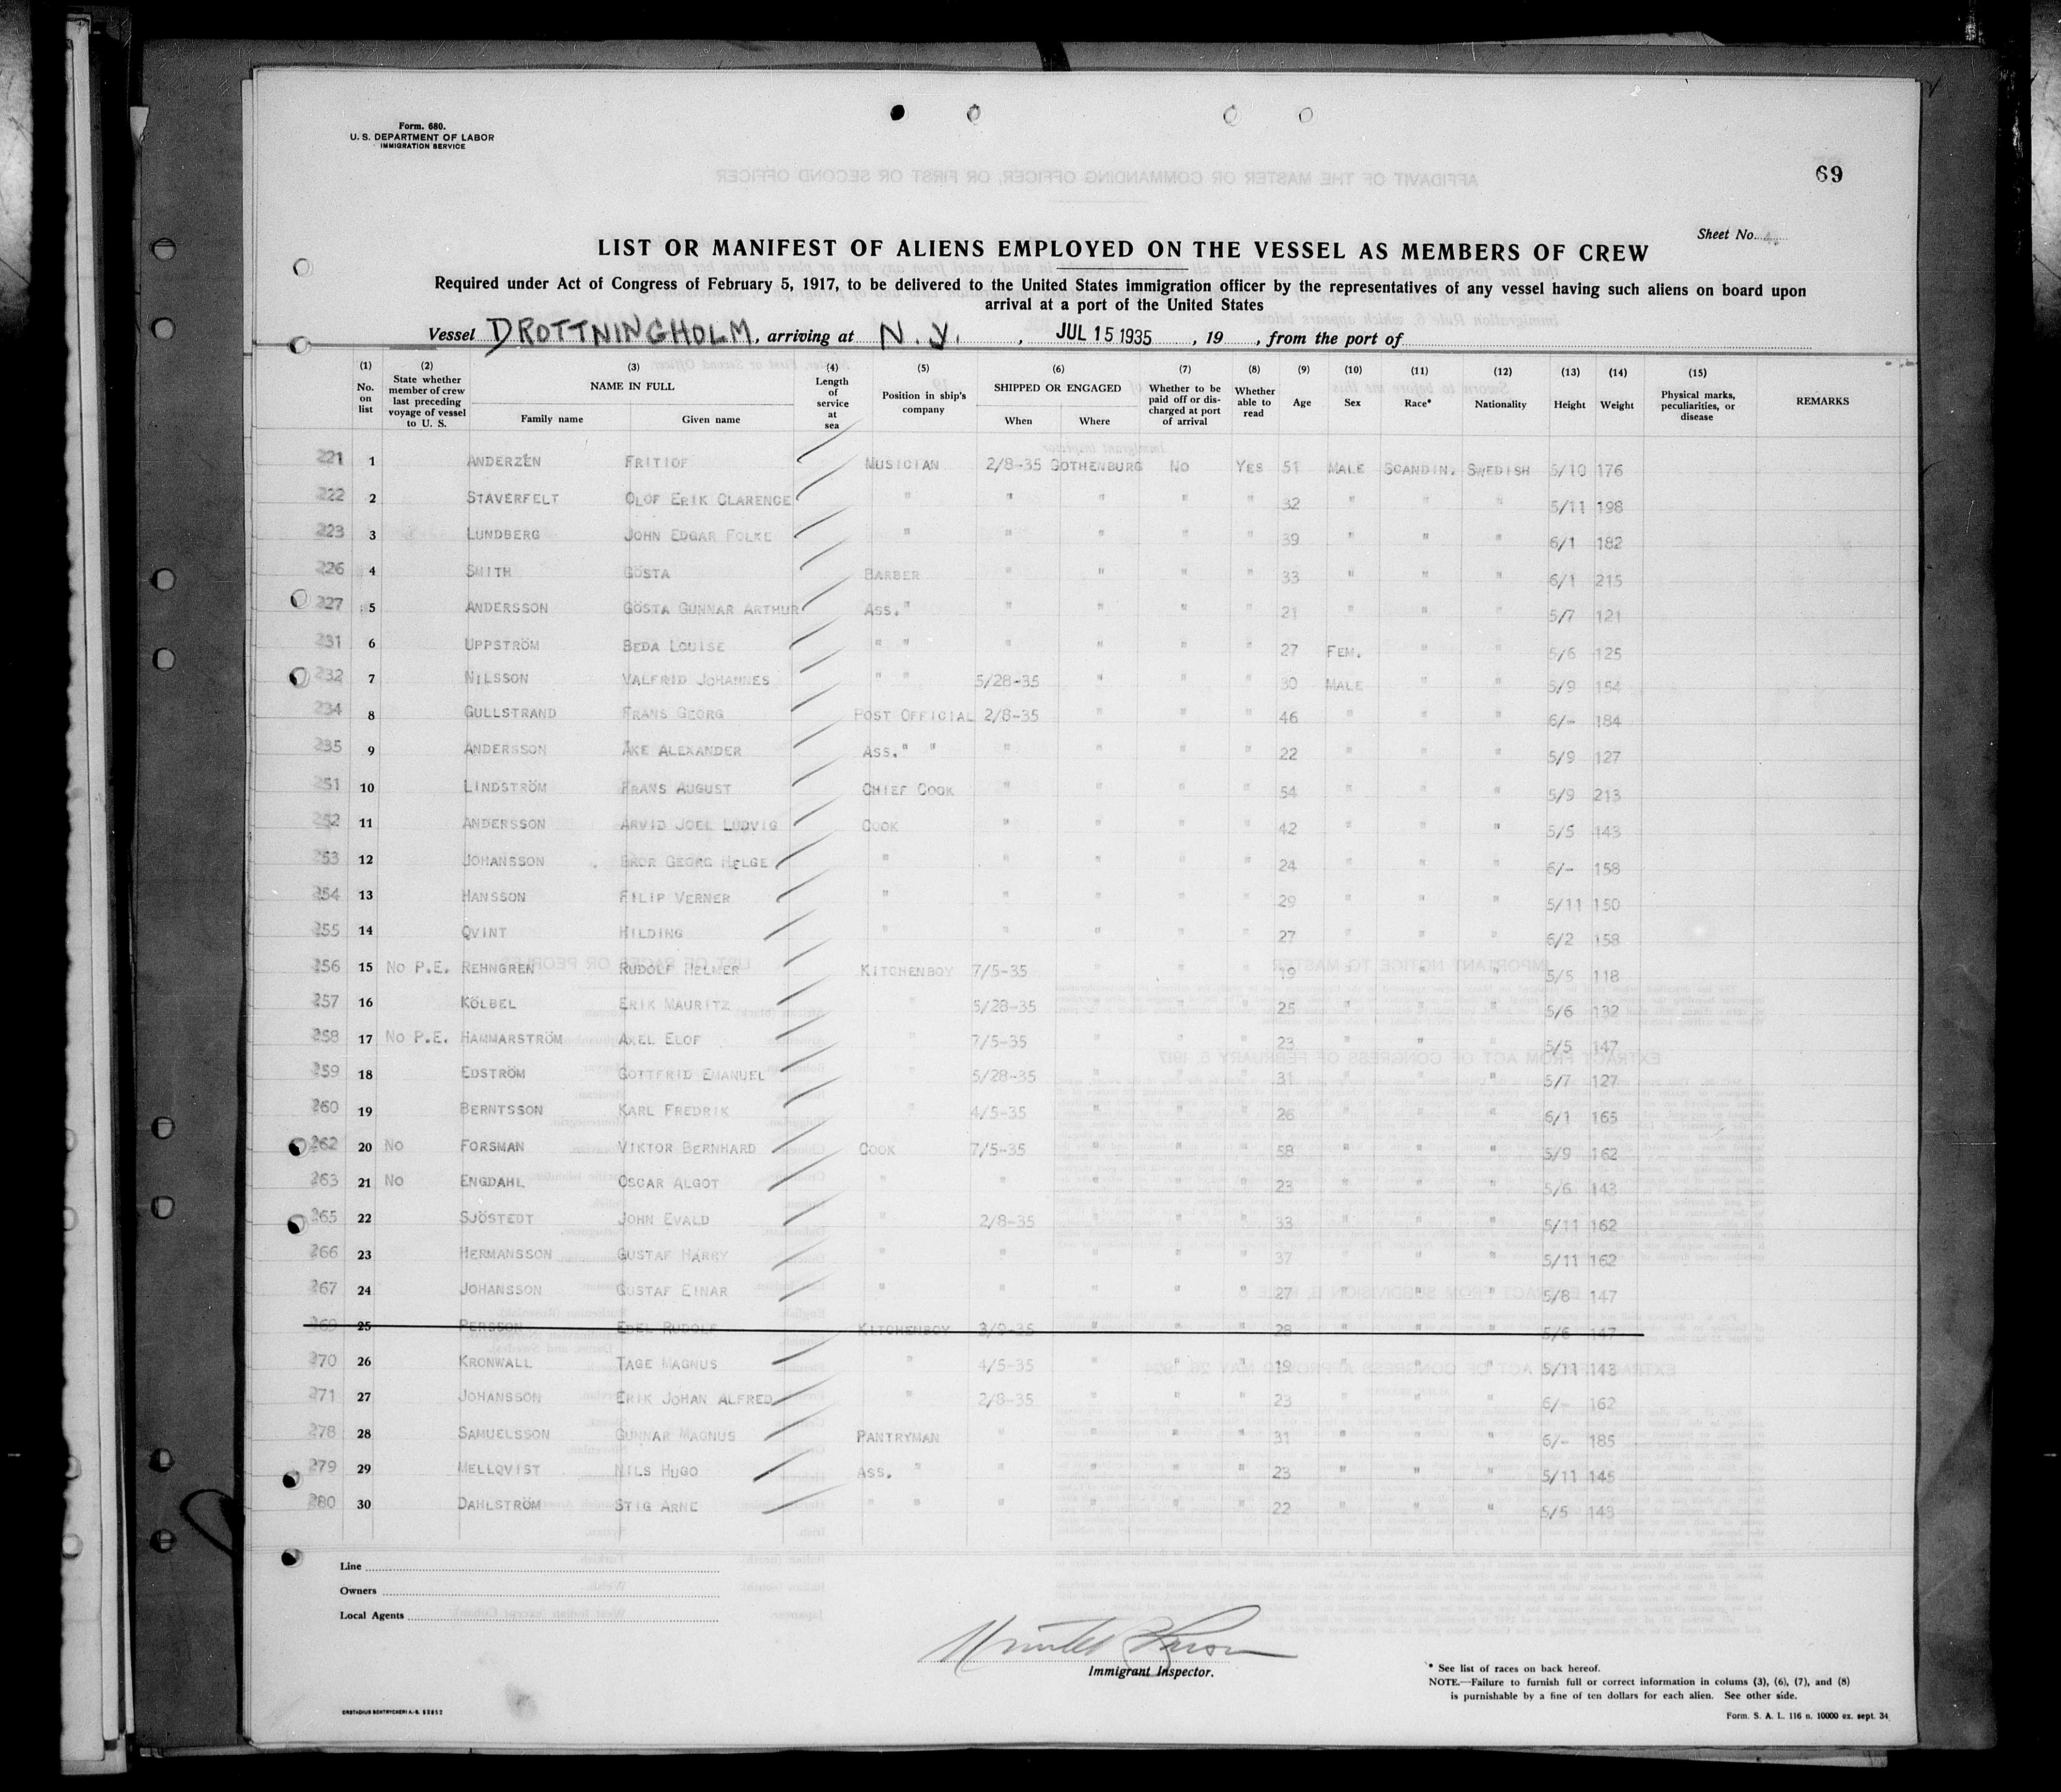 Form. 680.
U. S. DEPARTMENT OF LABOR
IMMIGRATION SERVICE
69
Sheet No.
LIST OR MANIFEST OF ALIENS EMPLOYED ON THE VESSEL AS MEMBERS OF CREW
Required under Act of Congress of February 5, 1917, to be delivered to the United States immigration officer by the representatives of any vessel having such aliens on board upon
arrival at a port of the United States
Vessel DROTTNINGHOLM, arriving at N. Y., JUL 15 1935, 19 , from the port of
(1) No. on list (2) State whether member of crew last preceding voyage of vessel to U. S. (3) NAME IN FULL Family name Given name (4) Length of service at sea (5) Position in ship's company (6) SHIPPED OR ENGAGED When Where (7) Whether to be paid off or discharged at port of arrival (8) Whether able to read (9) Age (10) Sex (11) Race* (12) Nationality (13) Height (14) Weight (15) Physical marks, peculiarities, or disease REMARKS
221 1 ANDERZÉN FRITIOF MUSICIAN 2/8-35 GOTHENBURG NO YES 51 MALE SCANDIN. SWEDISH 5/10 176
222 2 STAVERFELT OLOF ERIK CLARENCE " " " " " 32 " " " 5/11 198
223 3 LUNDBERG JOHN EDGAR FOLKE " " " " " 39 " " " 6/1 182
226 4 SMITH GÖSTA BARBER " " " " 33 " " " 6/1 215
227 5 ANDERSSON GÖSTA GUNNAR ARTHUR ASS. " " " " " 21 " " " 5/7 121
231 6 UPPSTRÖM BEDA LOUISE " " " " " " 27 FEM. " " 5/6 125
232 7 NILSSON VALFRID JOHANNES " " 5/28-35 " " " 30 MALE " " 5/9 154
234 8 GULLSTRAND FRANS GEORG POST OFFICIAL 2/8-35 " " " 46 " " " 6/- 184
235 9 ANDERSSON ÅKE ALEXANDER ASS. " " " " " " 22 " " " 5/9 127
251 10 LINDSTRÖM FRANS AUGUST CHIEF COOK " " " " 54 " " " 5/9 213
252 11 ANDERSSON ARVID JOEL LUDVIG COOK " " " " 42 " " " 5/5 143
253 12 JOHANSSON BROR GEORG HELGE " " " " " 24 " " " 6/- 158
254 13 HANSSON FILIP VERNER " " " " " 29 " " " 5/11 150
255 14 QVINT HILDING " " " " " 27 " " " 6/2 158
256 15 NO P.E. REHNGREN RUDOLF HELMER KITCHENBOY 7/5-35 " " " 19 " " " 5/5 118
257 16 KÖLBEL ERIK MAURITZ " 5/28-35 " " " 25 " " " 5/6 132
258 17 NO P.E. HAMMARSTRÖM AXEL ELOF " 7/5-35 " " " 23 " " " 5/5 147
259 18 EDSTRÖM GOTTFRID EMANUEL " 5/28-35 " " " 31 " " " 5/7 127
260 19 BERNTSSON KARL FREDRIK " 4/5-35 " " " 26 " " " 6/1 165
262 20 NO FORSMAN VIKTOR BERNHARD COOK 7/5-35 " " " 58 " " " 5/9 162
263 21 NO ENGDAHL OSCAR ALGOT " " " " " 23 " " " 5/6 143
265 22 SJÖSTEDT JOHN EVALD " 2/8-35 " " " 33 " " " 5/11 162
266 23 HERMANSSON GUSTAF HARRY " " " " " 37 " " " 5/11 162
267 24 JOHANSSON GUSTAF EINAR " " " " " 27 " " " 5/8 147
269 25 PERSSON EBEL RUDOLF KITCHENBOY 3/9-35 " " " 28 " " " 5/6 147
270 26 KRONWALL TAGE MAGNUS " 4/5-35 " " " 19 " " " 5/11 143
271 27 JOHANSSON ERIK JOHAN ALFRED " 2/8-35 " " " 23 " " " 6/- 162
278 28 SAMUELSSON GUNNAR MAGNUS PANTRYMAN " " " " 31 " " " 6/- 185
279 29 MELLQVIST NILS HUGO ASS. " " " " " 23 " " " 5/11 145
280 30 DAHLSTRÖM STIG ARNE " " " " " " 22 " " " 5/5 143
Line
Owners
Local Agents
Immigrant Inspector.
* See list of races on back hereof.
NOTE.—Failure to furnish full or correct information in colums (3), (6), (7), and (8)
is punishable by a fine of ten dollars for each alien. See other side.
Form. S. A. L. 116 n. 10000 ex. sept. 34